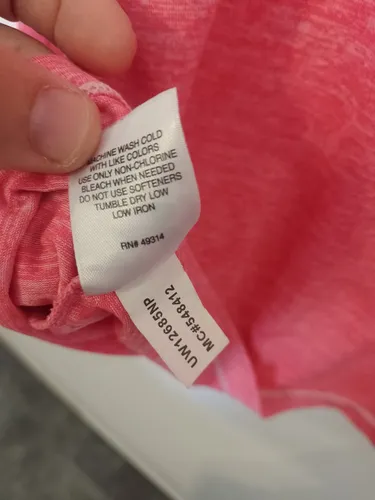 MACHINE WASH COLD
WITH LIKE COLORS
USE ONLY NON-CHLORINE
BLEACH WHEN NEEDED
DO NOT USE SOFTENERS
TUMBLE DRY LOW
LOW IRON
RN# 49314
UW12685NP
MC#548412